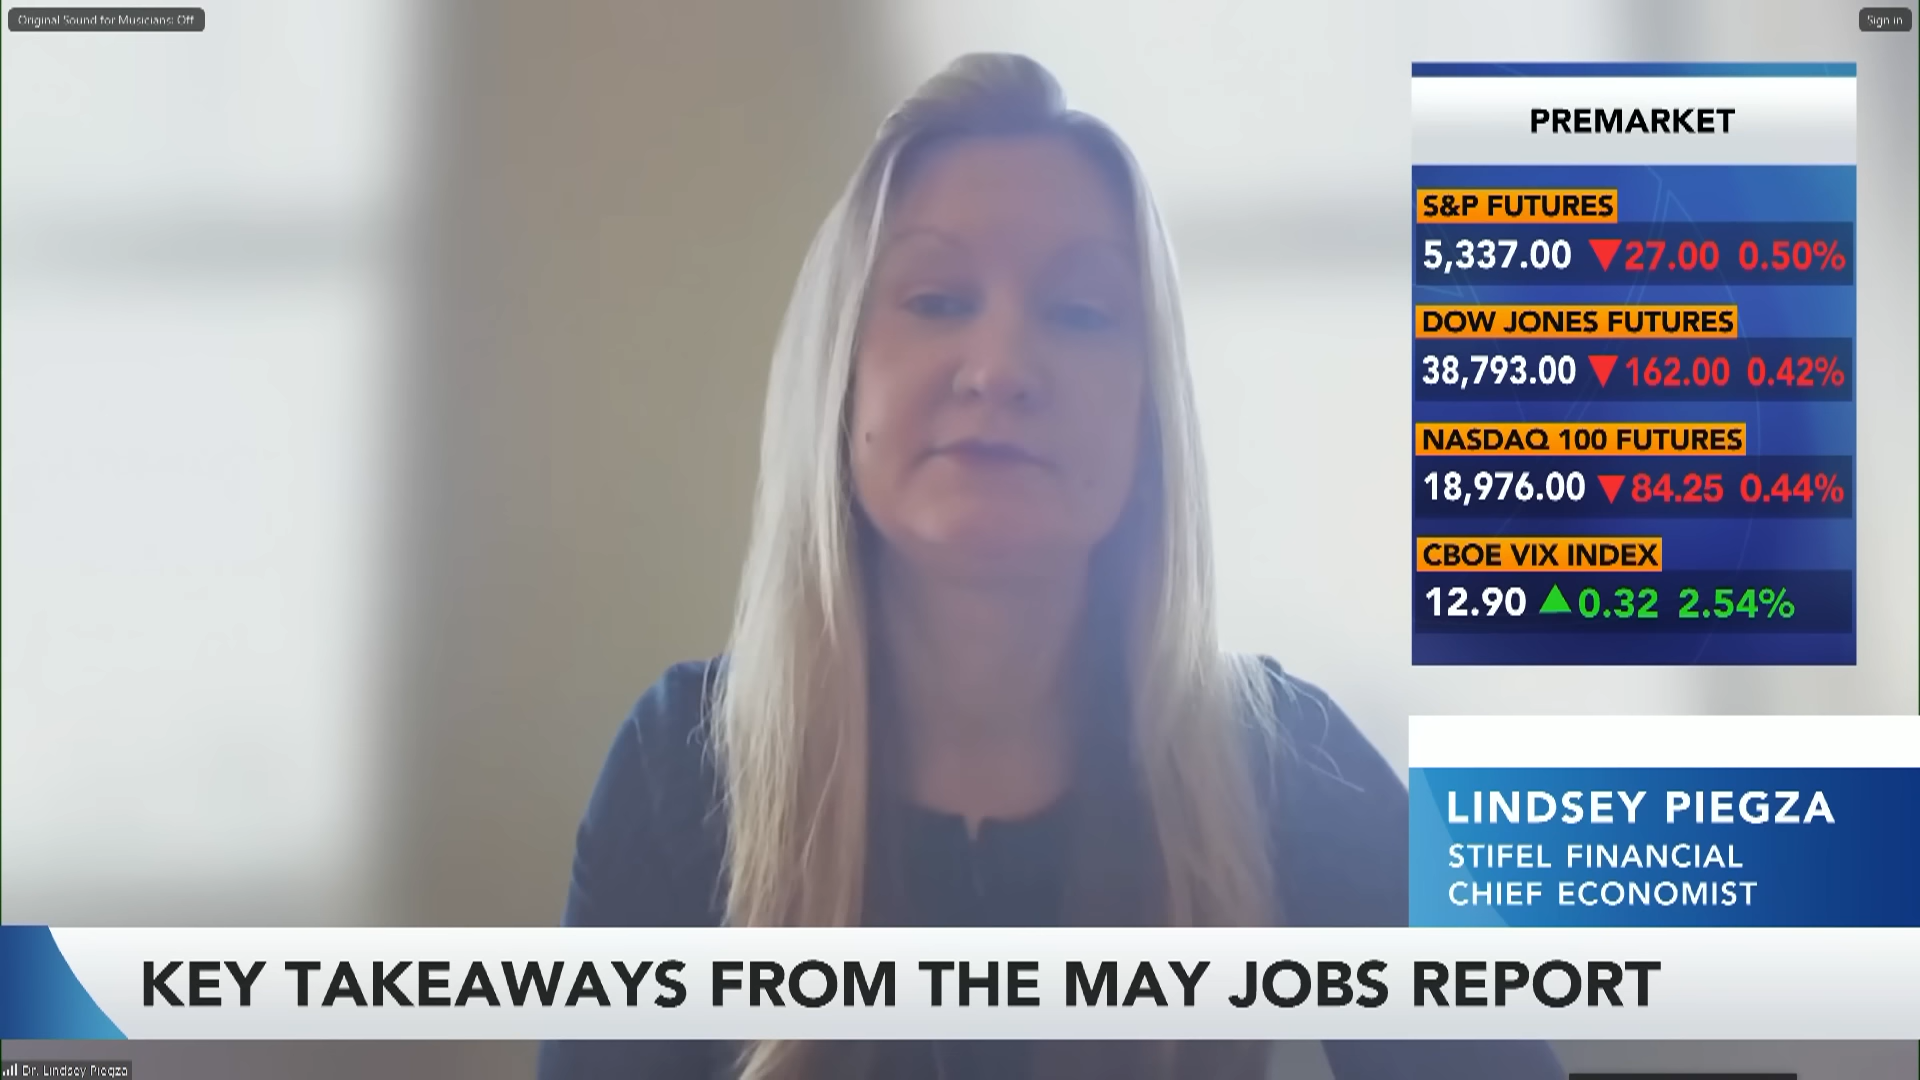 Original Sound for Musicians: Off
Sign in
PREMARKET
S&P FUTURES
5,337.00 ▼27.00 0.50%
DOW JONES FUTURES
38,793.00 ▼162.00 0.42%
NASDAQ 100 FUTURES
18,976.00 ▼84.25 0.44%
CBOE VIX INDEX
12.90 ▲0.32 2.54%
LINDSEY PIEGZA
STIFEL FINANCIAL
CHIEF ECONOMIST
KEY TAKEAWAYS FROM THE MAY JOBS REPORT
Dr. Lindsey Piegza